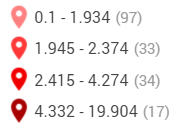 0.1 - 1.934 (97)
1.945 - 2.374 (33)
2.415 - 4.274 (34)
4.332 - 19.904 (17)